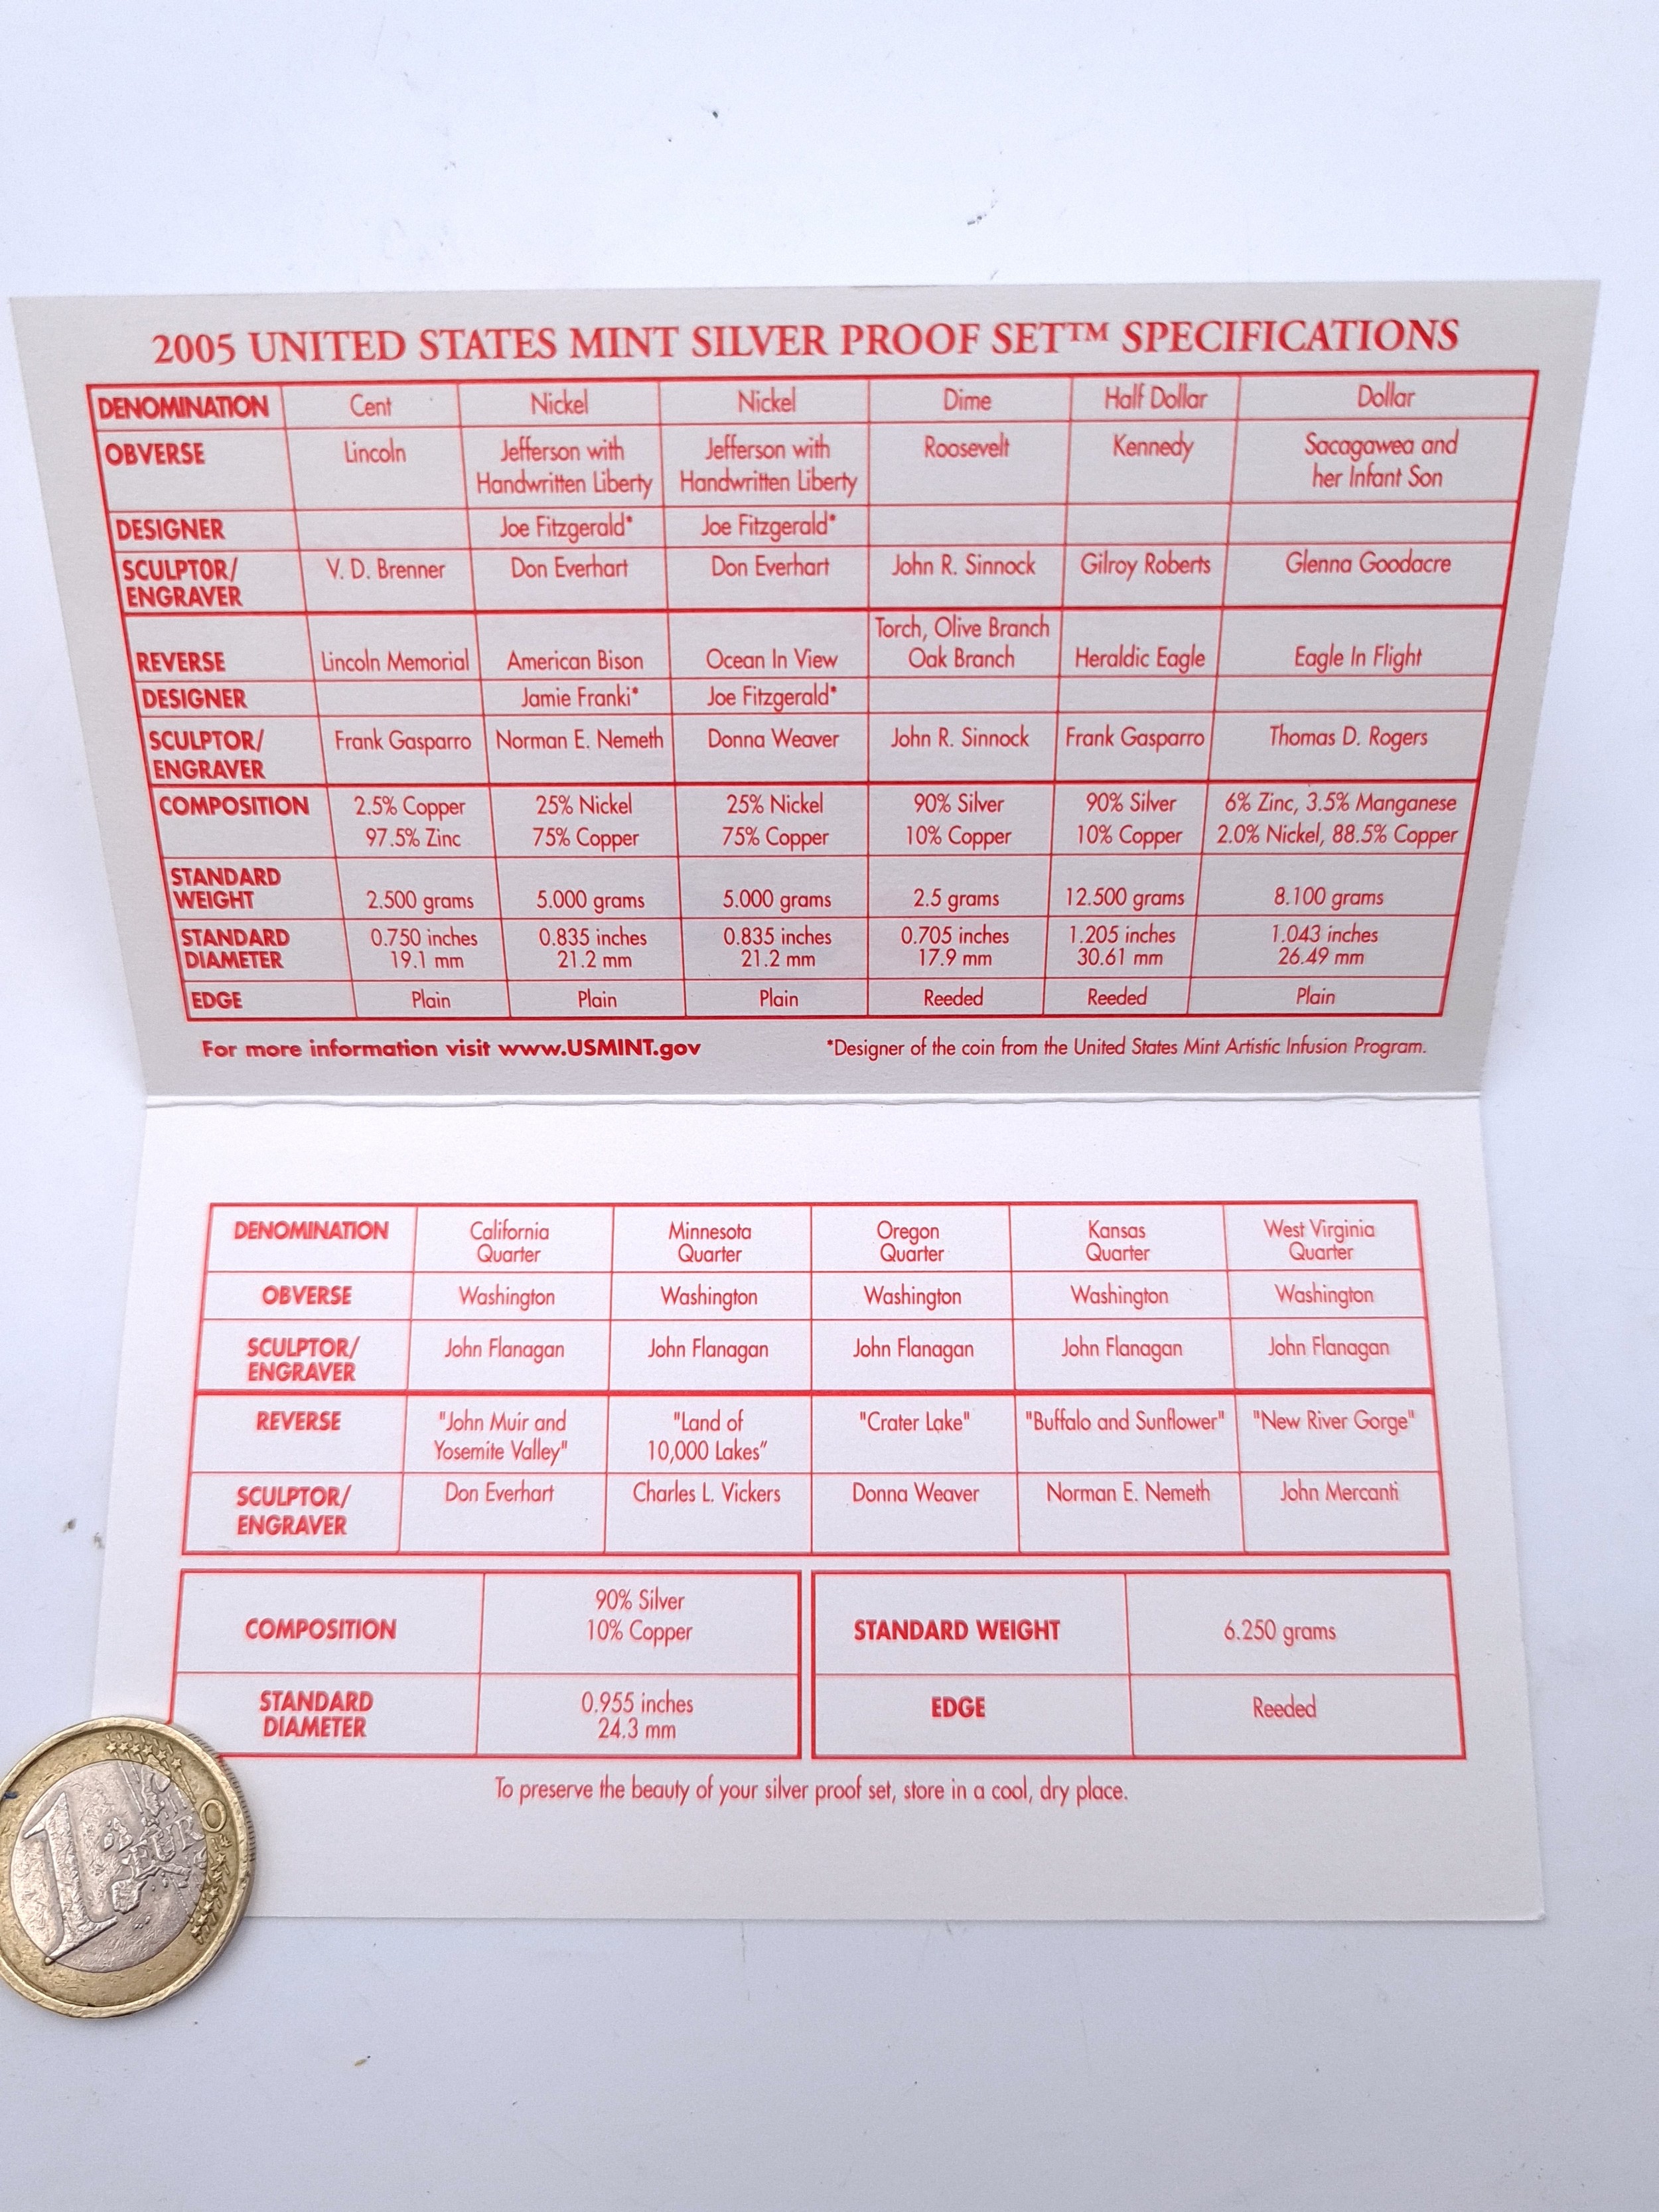 2005 UNITED STATES MINT SILVER PROOF SET™ SPECIFICATIONS
DENOMINATION Cent Nickel Nickel Dime Half Dollar Dollar
OBVERSE Lincoln Jefferson with Jefferson with Roosevelt Kennedy Sacagawea and
Handwritten Liberty Handwritten Liberty her Infant Son
DESIGNER Joe Fitzgerald* Joe Fitzgerald*
SCULPTOR/ V. D. Brenner Don Everhart Don Everhart John R. Sinnock Gilroy Roberts Glenna Goodacre
ENGRAVER
Torch, Olive Branch
REVERSE Lincoln Memorial American Bison Ocean In View Oak Branch Heraldic Eagle Eagle In Flight
DESIGNER Jamie Franki* Joe Fitzgerald*
SCULPTOR/ Frank Gasparro Norman E. Nemeth Donna Weaver John R. Sinnock Frank Gasparro Thomas D. Rogers
ENGRAVER
COMPOSITION 2.5% Copper 25% Nickel 25% Nickel 90% Silver 90% Silver 6% Zinc, 3.5% Manganese
97.5% Zinc 75% Copper 75% Copper 10% Copper 10% Copper 2.0% Nickel, 88.5% Copper
STANDARD
WEIGHT 2.500 grams 5.000 grams 5.000 grams 2.5 grams 12.500 grams 8.100 grams
STANDARD 0.750 inches 0.835 inches 0.835 inches 0.705 inches 1.205 inches 1.043 inches
DIAMETER 19.1 mm 21.2 mm 21.2 mm 17.9 mm 30.61 mm 26.49 mm
EDGE Plain Plain Plain Reeded Reeded Plain
For more information visit www.USMINT.gov *Designer of the coin from the United States Mint Artistic Infusion Program.
DENOMINATION California Minnesota Oregon Kansas West Virginia
Quarter Quarter Quarter Quarter Quarter
OBVERSE Washington Washington Washington Washington Washington
SCULPTOR/ John Flanagan John Flanagan John Flanagan John Flanagan John Flanagan
ENGRAVER
REVERSE "John Muir and "Land of "Crater Lake" "Buffalo and Sunflower" "New River Gorge"
Yosemite Valley" 10,000 Lakes"
SCULPTOR/ Don Everhart Charles L. Vickers Donna Weaver Norman E. Nemeth John Mercanti
ENGRAVER
90% Silver
COMPOSITION 10% Copper STANDARD WEIGHT 6.250 grams
STANDARD 0.955 inches EDGE Reeded
DIAMETER 24.3 mm
To preserve the beauty of your silver proof set, store in a cool, dry place.
1 EURO